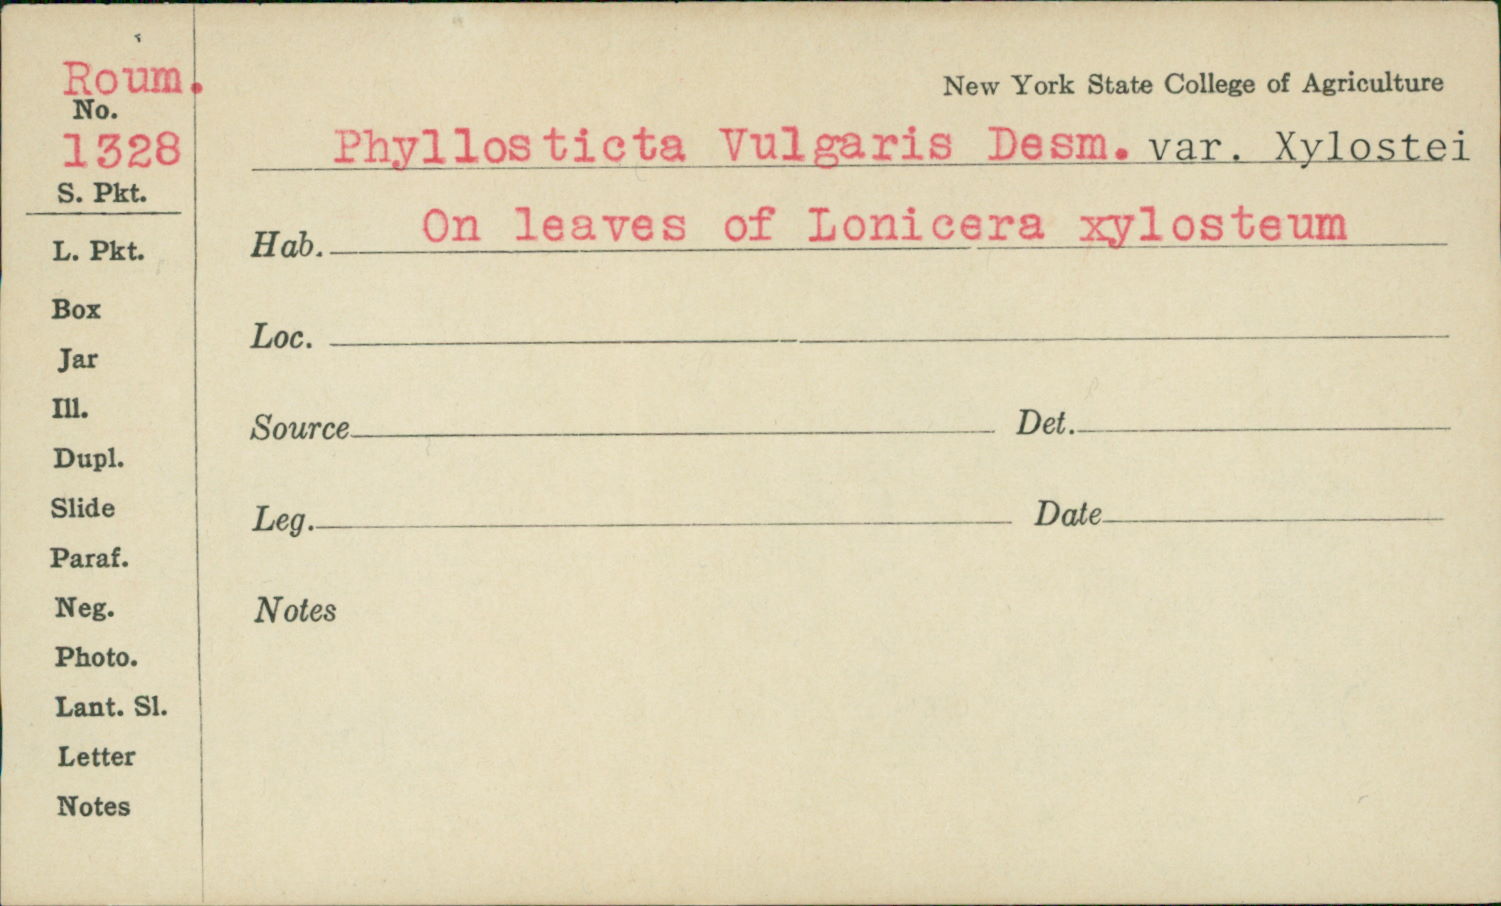 Roum.
No.
1328
S. Pkt.
L. Pkt.
Box
Jar
Ill.
Dupl.
Slide
Paraf.
Neg.
Photo.
Lant. Sl.
Letter
Notes
New York State College of Agriculture
Phyllosticta Vulgaris Desm. var. Xylostei
Hab. On leaves of Lonicera xylosteum
Loc.
Source Det.
Leg. Date
Notes